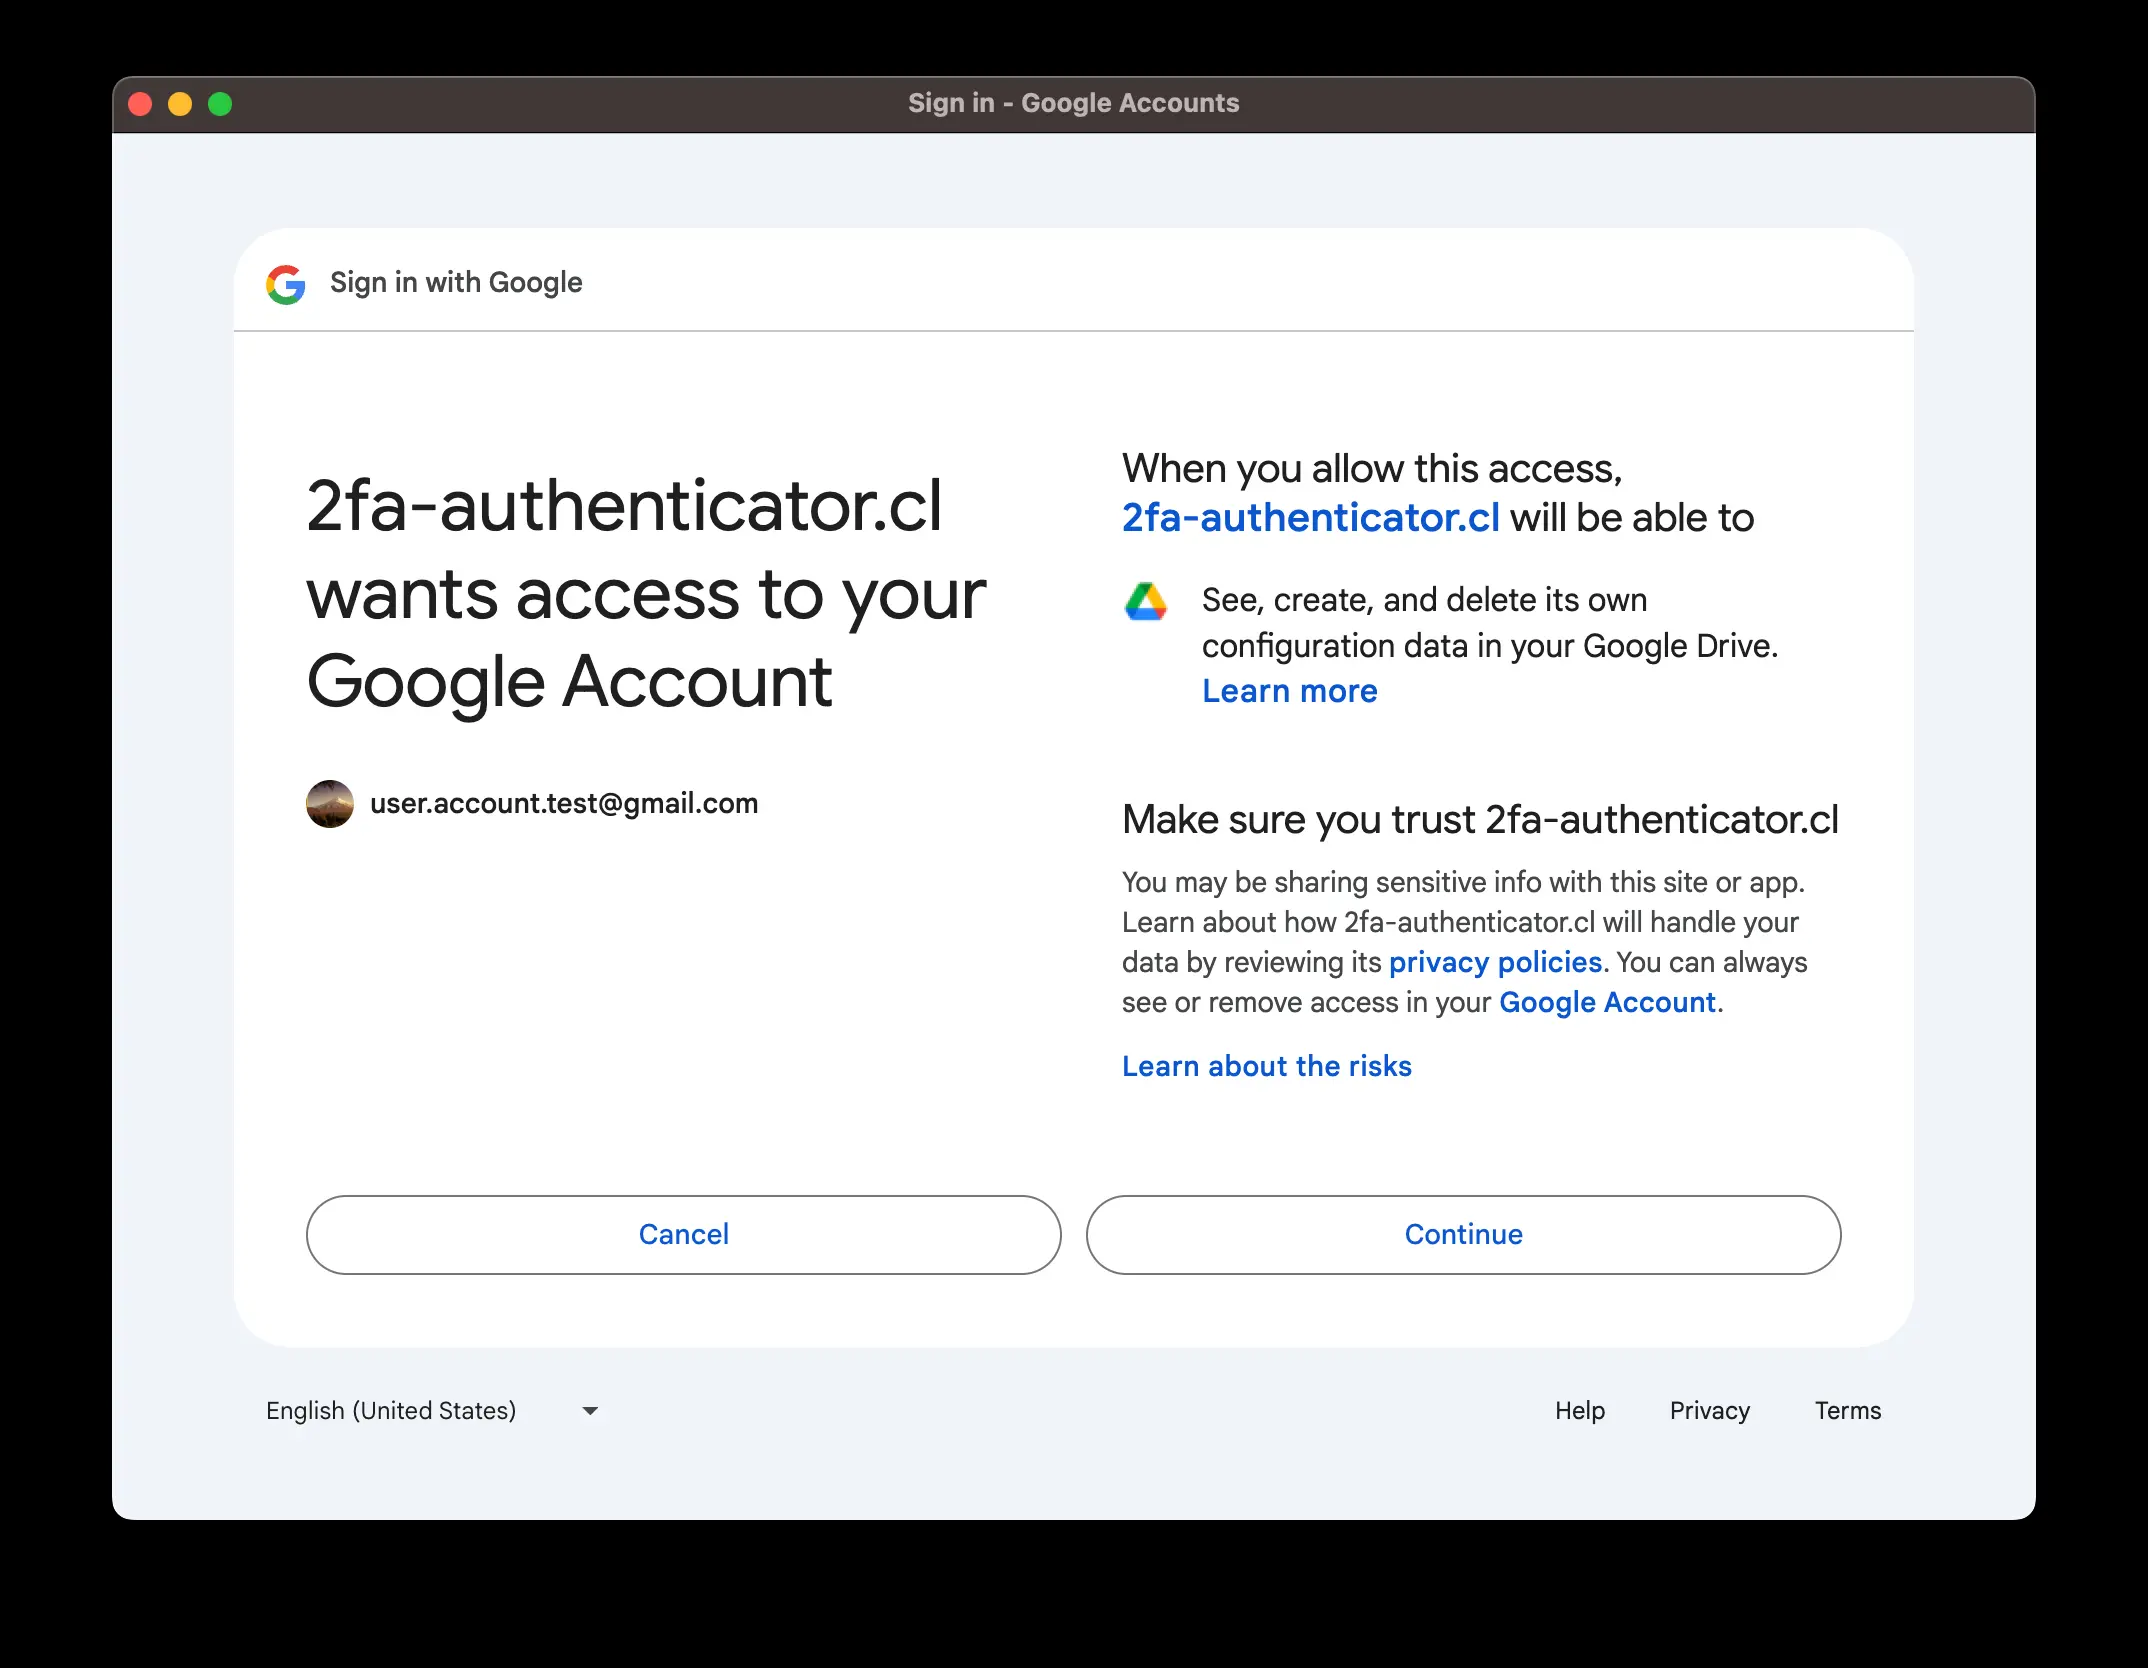 Sign in - Google Accounts
Sign in with Google
2fa-authenticator.cl
wants access to your
Google Account
user.account.test@gmail.com
When you allow this access,
2fa-authenticator.cl will be able to
See, create, and delete its own
configuration data in your Google Drive.
Learn more
Make sure you trust 2fa-authenticator.cl
You may be sharing sensitive info with this site or app.
Learn about how 2fa-authenticator.cl will handle your
data by reviewing its privacy policies. You can always
see or remove access in your Google Account.
Learn about the risks
Cancel
Continue
English (United States)
Help
Privacy
Terms